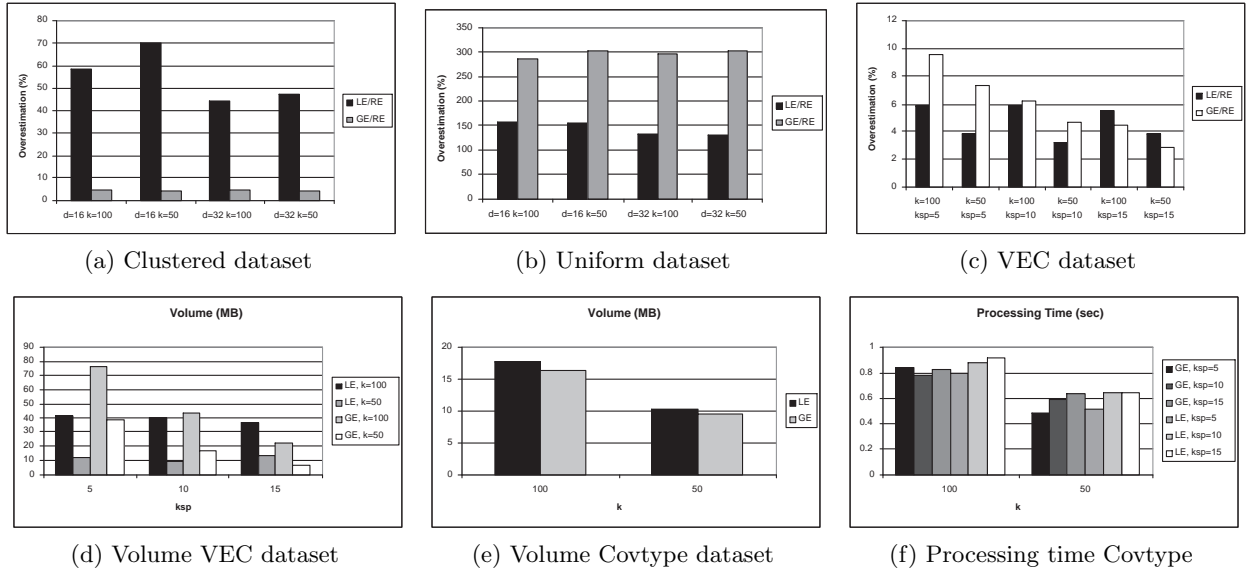 80
70
60
50
40
30
20
10
0
Overestimation (%)
d=16 k=100 d=16 k=50 d=32 k=100 d=32 k=50
LE/RE
GE/RE
(a) Clustered dataset
350
300
250
200
150
100
50
0
Overestimation (%)
d=16 k=100 d=16 k=50 d=32 k=100 d=32 k=50
LE/RE
GE/RE
(b) Uniform dataset
12
10
8
6
4
2
0
Overestimation (%)
k=100 k=50 k=100 k=50 k=100 k=50
ksp=5 ksp=5 ksp=10 ksp=10 ksp=15 ksp=15
LE/RE
GE/RE
(c) VEC dataset
Volume (MB)
90
80
70
60
50
40
30
20
10
0
5 10 15
ksp
LE, k=100
LE, k=50
GE, k=100
GE, k=50
(d) Volume VEC dataset
Volume (MB)
20
15
10
5
0
100 50
k
LE
GE
(e) Volume Covtype dataset
Processing Time (sec)
1
0.8
0.6
0.4
0.2
0
100 50
k
GE, ksp=5
GE, ksp=10
GE, ksp=15
LE, ksp=5
LE, ksp=10
LE, ksp=15
(f) Processing time Covtype